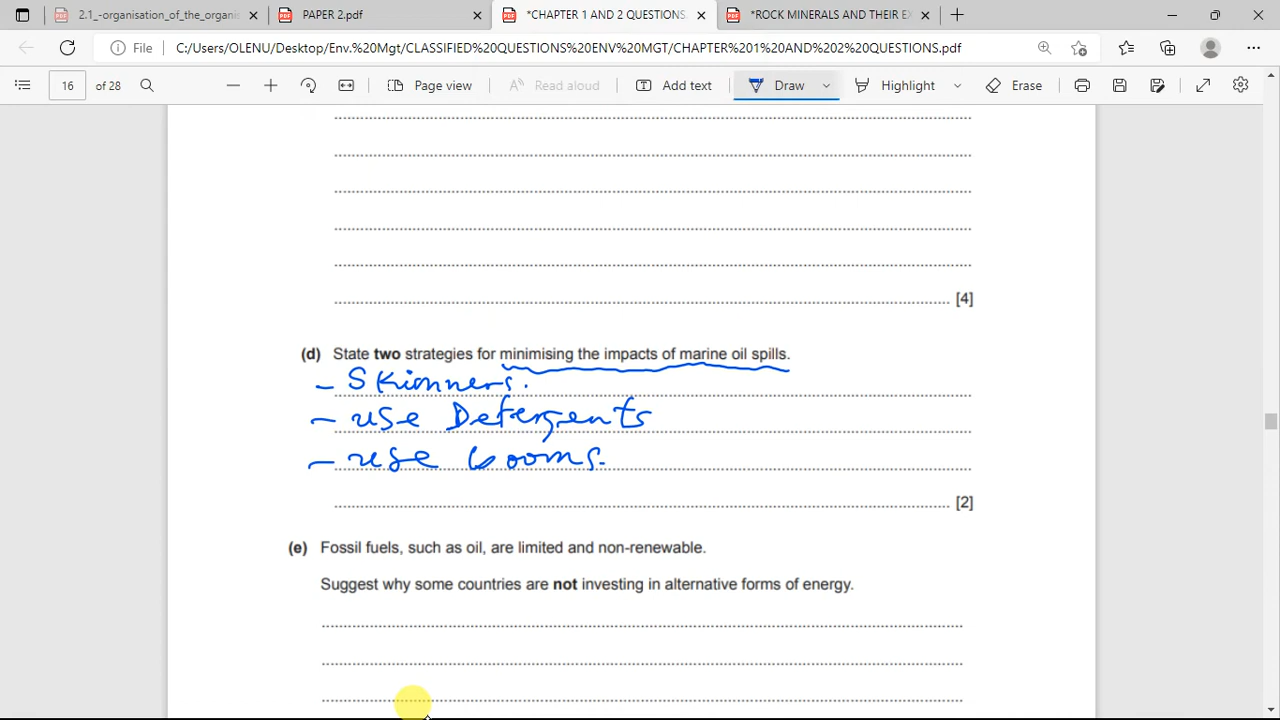 2.1_-organisation_of_the_organi
PAPER 2.pdf
*CHAPTER 1 AND 2 QUESTIONS
*ROCK MINERALS AND THEIR E
File
C:/Users/OLENU/Desktop/Env.%20Mgt/CLASSIFIED%20QUESTIONS%20ENV%20MGT/CHAPTER%201%20AND%202%20QUESTIONS.pdf
16 of 28
Page view
Read aloud
Add text
Draw
Highlight
Erase
[4]
(d) State two strategies for minimising the impacts of marine oil spills.
- Skimners.
- use Detergents
- use booms.
[2]
(e) Fossil fuels, such as oil, are limited and non-renewable.
Suggest why some countries are not investing in alternative forms of energy.